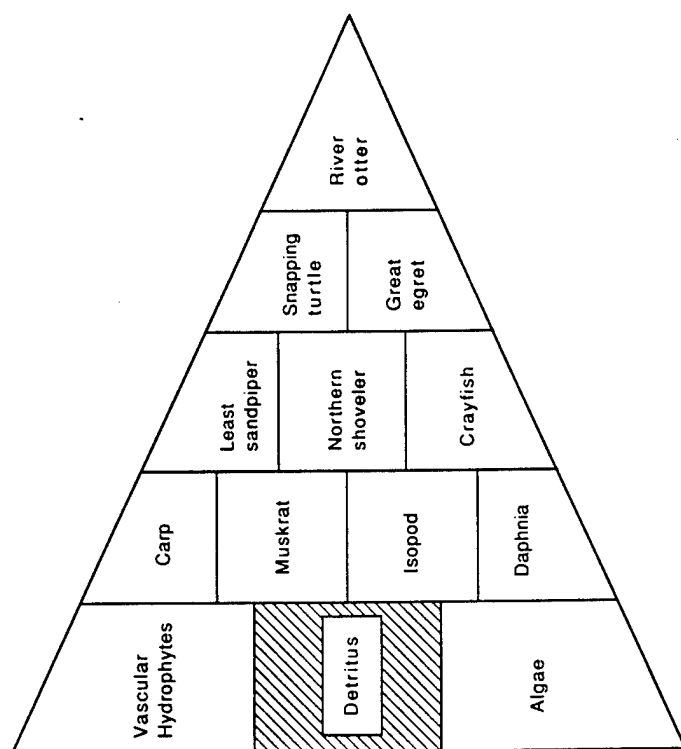 River
otter
Snapping
turtle
Great
egret
Least
sandpiper
Northern
shoveler
Crayfish
Carp
Muskrat
Isopod
Daphnia
Vascular
Hydrophytes
Detritus
Algae